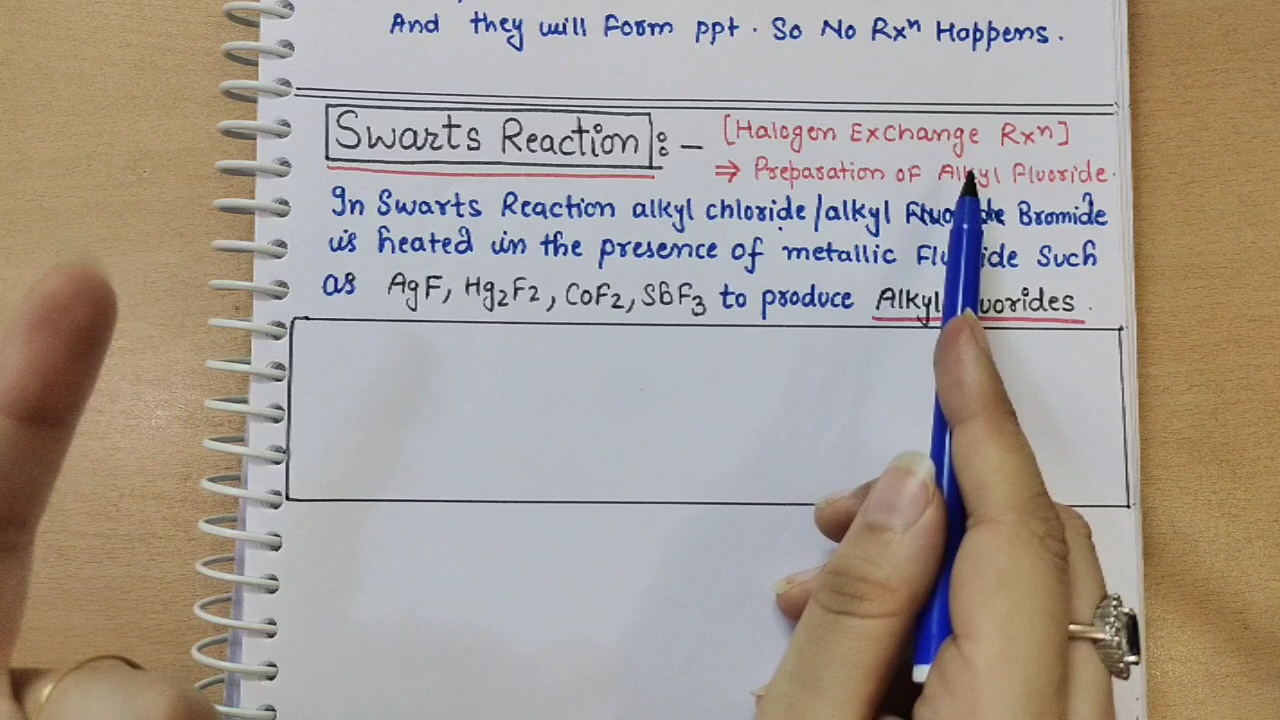 And they will Form ppt. So No Rxⁿ Happens.
Swarts Reaction :- [Halogen Exchange Rxⁿ]
⇒ Preparation of Alkyl Fluoride.
In Swarts Reaction alkyl chloride/alkyl Bromide
is heated in the presence of metallic Such
as AgF, Hg2F2, CoF2, SbF3 to produce Alkyl